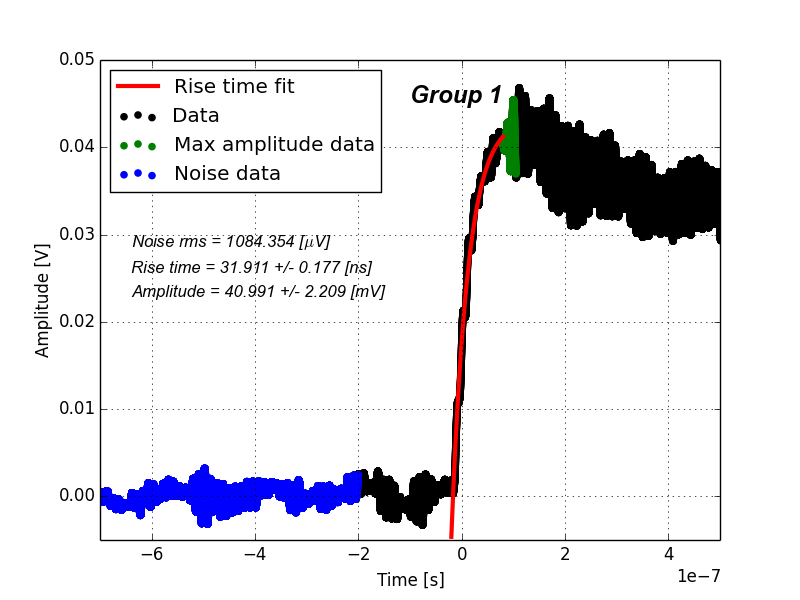 0.05
0.04
0.03
0.02
0.01
0.00
Amplitude [V]
Rise time fit
Data
Max amplitude data
Noise data
Group 1
Noise rms = 1084.354 [μV]
Rise time = 31.911 +/- 0.177 [ns]
Amplitude = 40.991 +/- 2.209 [mV]
−6 −4 −2 0 2 4
Time [s]
1e−7